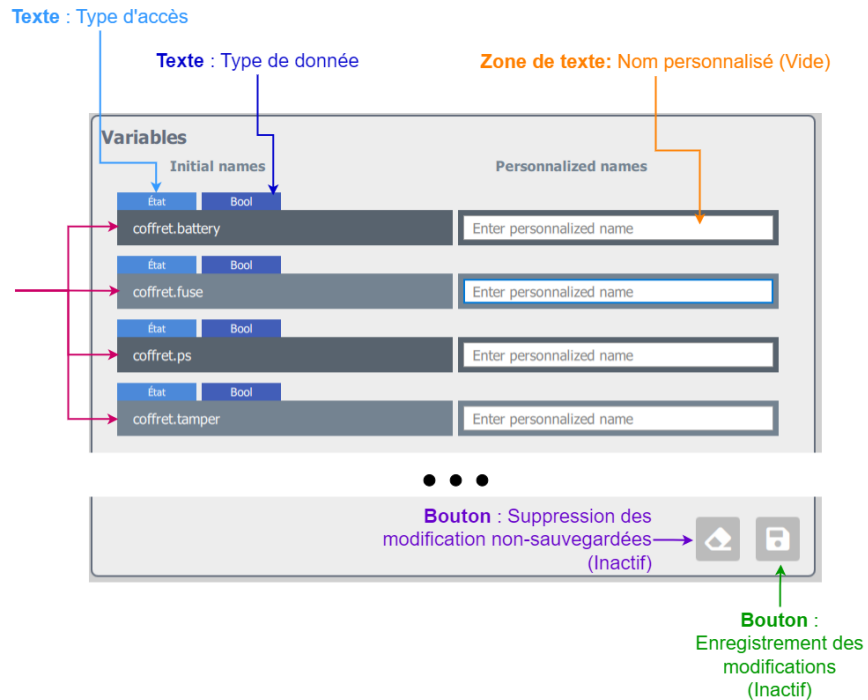 Texte : Type d'accès
Texte : Type de donnée
Zone de texte: Nom personnalisé (Vide)
Variables
Initial names
Personnalized names
État
Bool
coffret.battery
Enter personnalized name
État
Bool
coffret.fuse
Enter personnalized name
État
Bool
coffret.ps
Enter personnalized name
État
Bool
coffret.tamper
Enter personnalized name
Bouton : Suppression des
modification non-sauvegardées
(Inactif)
Bouton :
Enregistrement des
modifications
(Inactif)